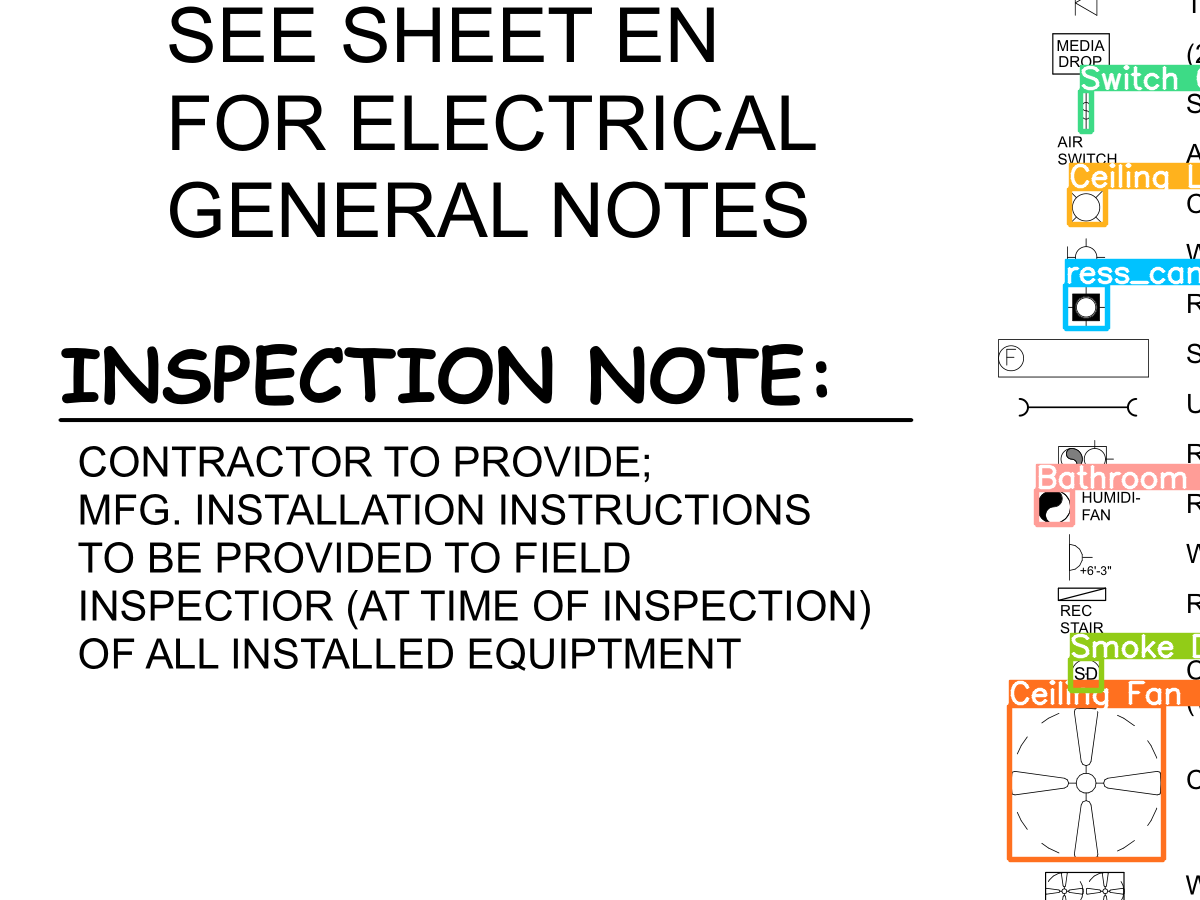 SEE SHEET EN
FOR ELECTRICAL
GENERAL NOTES
INSPECTION NOTE:
CONTRACTOR TO PROVIDE;
MFG. INSTALLATION INSTRUCTIONS
TO BE PROVIDED TO FIELD
INSPECTIOR (AT TIME OF INSPECTION)
OF ALL INSTALLED EQUIPTMENT
MEDIA
DROP
Switch
S
AIR
SWITCH
A
Ceiling L
C
W
ress_can
R
F
S
U
R
Bathroom
HUMIDI-
FAN
R
W
+6'-3"
REC
STAIR
R
Smoke D
SD
C
Ceiling Fan
C
W